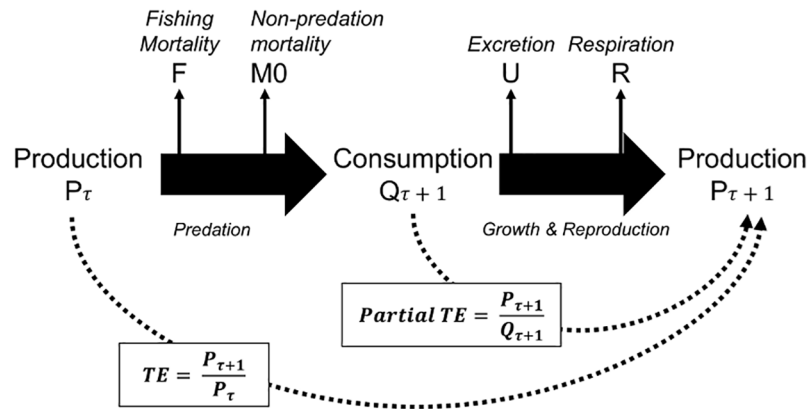 Fishing Mortality
Non-predation mortality
Excretion
Respiration
F
M0
U
R
Production
Pτ
Consumption
Qτ + 1
Production
Pτ + 1
Predation
Growth & Reproduction
Partial TE = Pτ+1 / Qτ+1
TE = Pτ+1 / Pτ